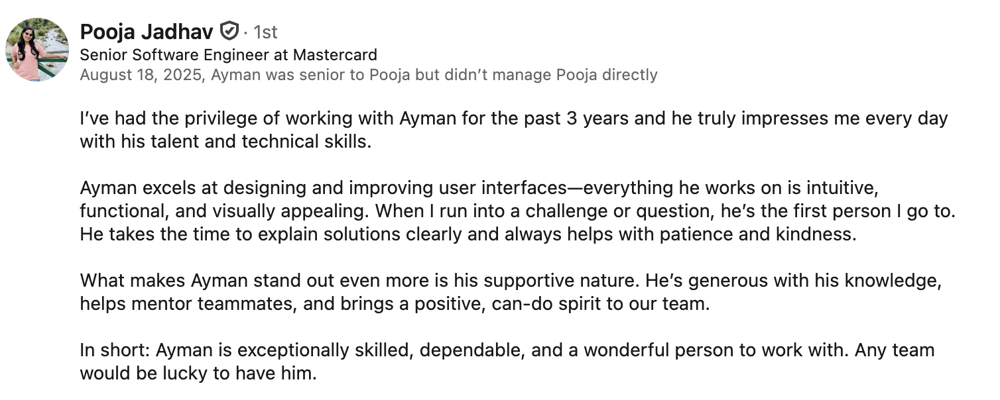 Pooja Jadhav · 1st
Senior Software Engineer at Mastercard
August 18, 2025, Ayman was senior to Pooja but didn’t manage Pooja directly
I’ve had the privilege of working with Ayman for the past 3 years and he truly impresses me every day
with his talent and technical skills.
Ayman excels at designing and improving user interfaces—everything he works on is intuitive,
functional, and visually appealing. When I run into a challenge or question, he’s the first person I go to.
He takes the time to explain solutions clearly and always helps with patience and kindness.
What makes Ayman stand out even more is his supportive nature. He’s generous with his knowledge,
helps mentor teammates, and brings a positive, can-do spirit to our team.
In short: Ayman is exceptionally skilled, dependable, and a wonderful person to work with. Any team
would be lucky to have him.